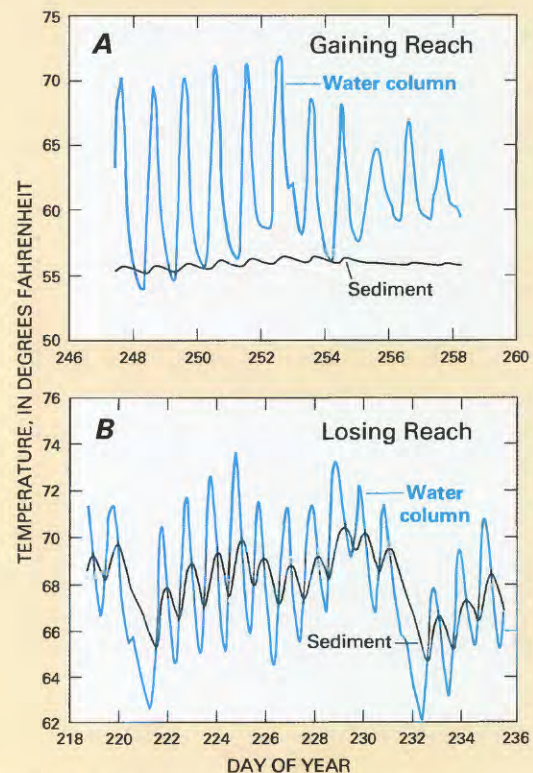 TEMPERATURE, IN DEGREES FAHRENHEIT
A
Gaining Reach
Water column
Sediment
75
70
65
60
55
50
246 248 250 252 254 256 258 260
B
Losing Reach
Water
column
Sediment
76
74
72
70
68
66
64
62
218 220 222 224 226 228 230 232 234 236
DAY OF YEAR